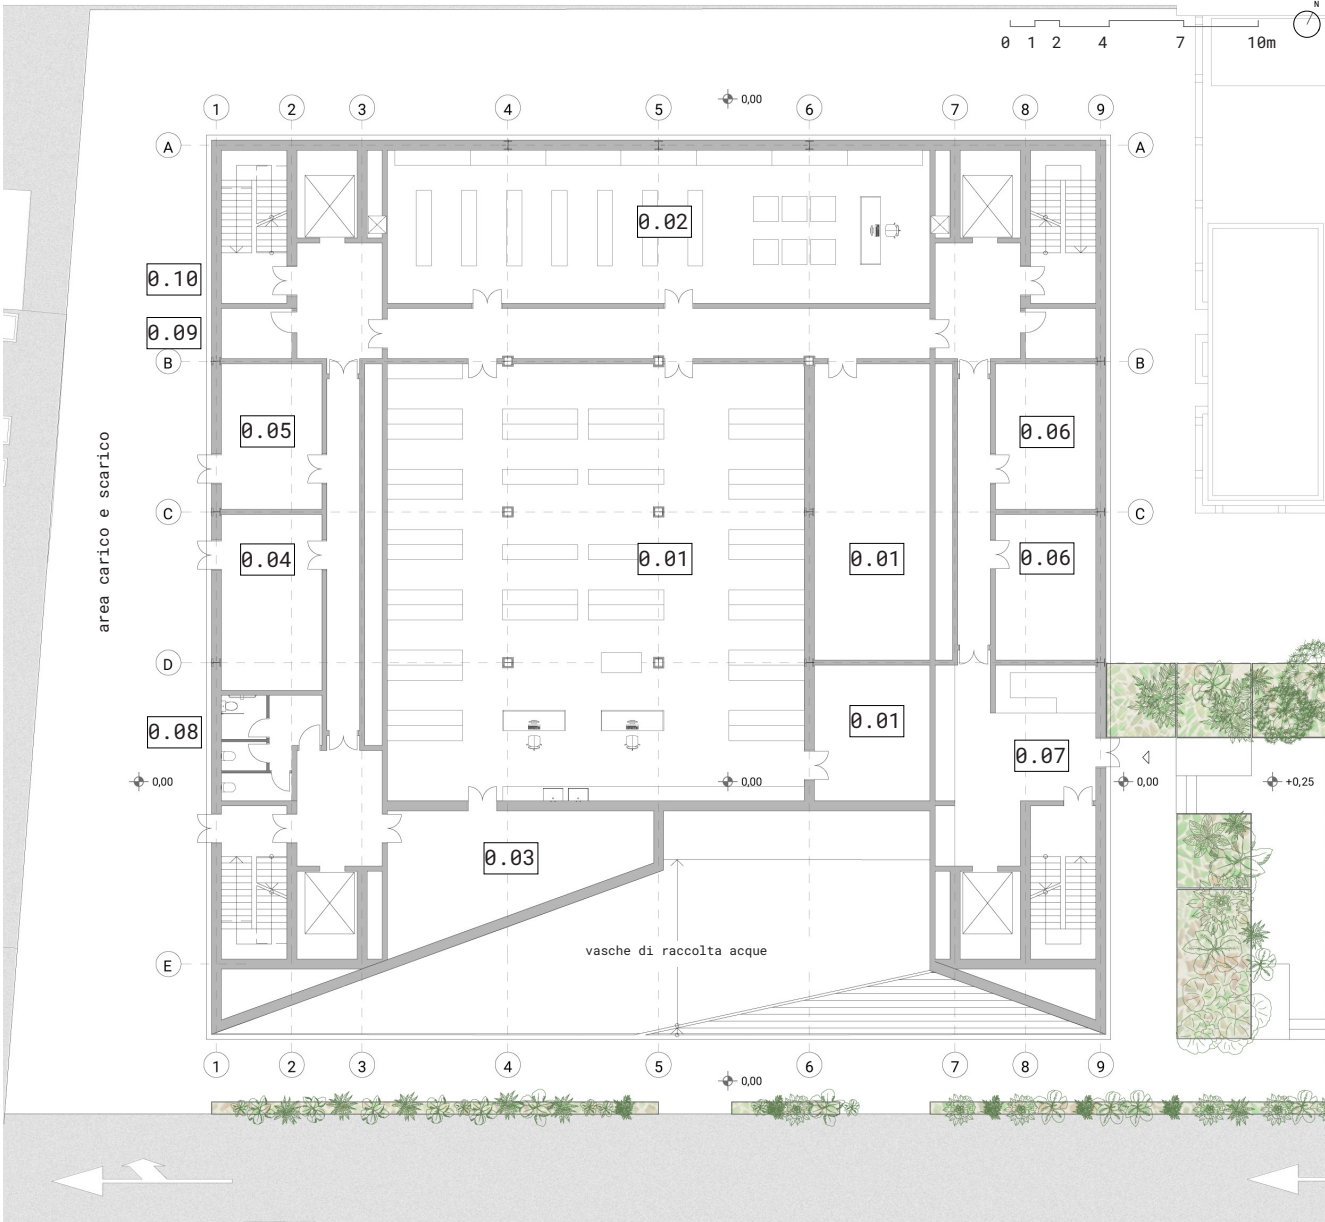 N
0 1 2 4 7 10m
0,00
1 2 3 4 5 6 7 8 9
A A
0.02
0.10
0.09
B B
0.05 0.06
area carico e scarico
C C
0.04 0.01 0.01 0.06
D
0.08 0.01
0.07
0,00 0,00 0,00 +0,25
0.03
vasche di raccolta acque
E
1 2 3 4 5 6 7 8 9
0,00